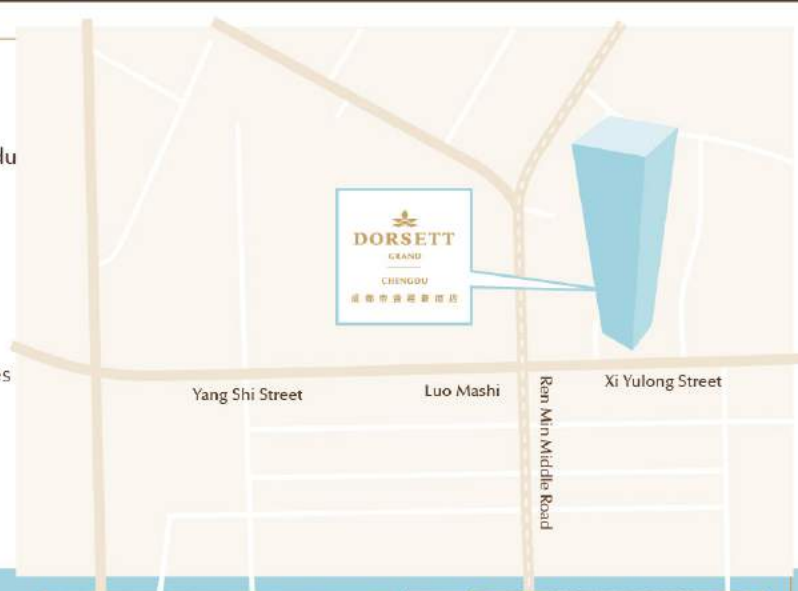 DORSETT
GRAND
CHENGDU
Yang Shi Street
Luo Mashi
Xi Yulong Street
Ren Min Middle Road